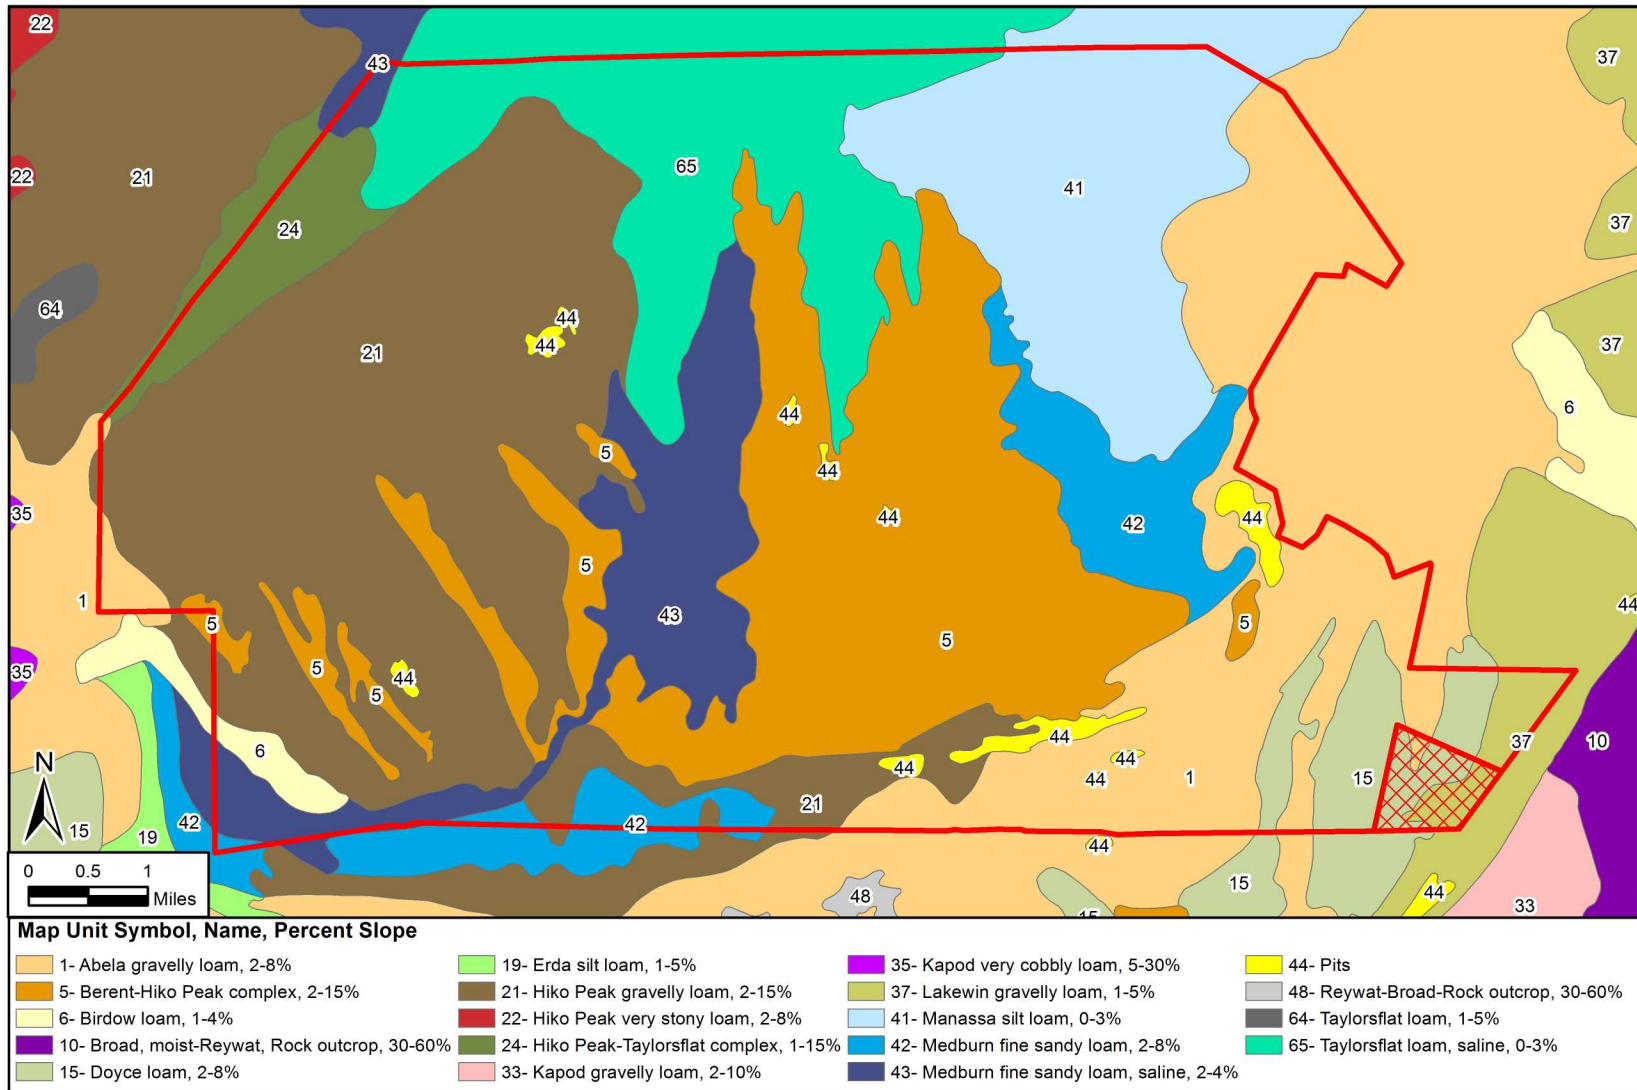 22
43
37
65
22
21
41
37
24
64
44
44
21
37
6
44
5
44
35
44
42
44
5
1
5
43
5
5
44
35
5
5
44
6
37
10
N
44
44
44
44
1
15
21
15
19
42
42
44
15
44
48
33
15
0 0.5 1
Miles
Map Unit Symbol, Name, Percent Slope
1- Abela gravelly loam, 2-8%
5- Berent-Hiko Peak complex, 2-15%
6- Birdow loam, 1-4%
10- Broad, moist-Reywat, Rock outcrop, 30-60%
15- Doyce loam, 2-8%
19- Erda silt loam, 1-5%
21- Hiko Peak gravelly loam, 2-15%
22- Hiko Peak very stony loam, 2-8%
24- Hiko Peak-Taylorsflat complex, 1-15%
33- Kapod gravelly loam, 2-10%
35- Kapod very cobbly loam, 5-30%
37- Lakewin gravelly loam, 1-5%
41- Manassa silt loam, 0-3%
42- Medburn fine sandy loam, 2-8%
43- Medburn fine sandy loam, saline, 2-4%
44- Pits
48- Reywat-Broad-Rock outcrop, 30-60%
64- Taylorsflat loam, 1-5%
65- Taylorsflat loam, saline, 0-3%